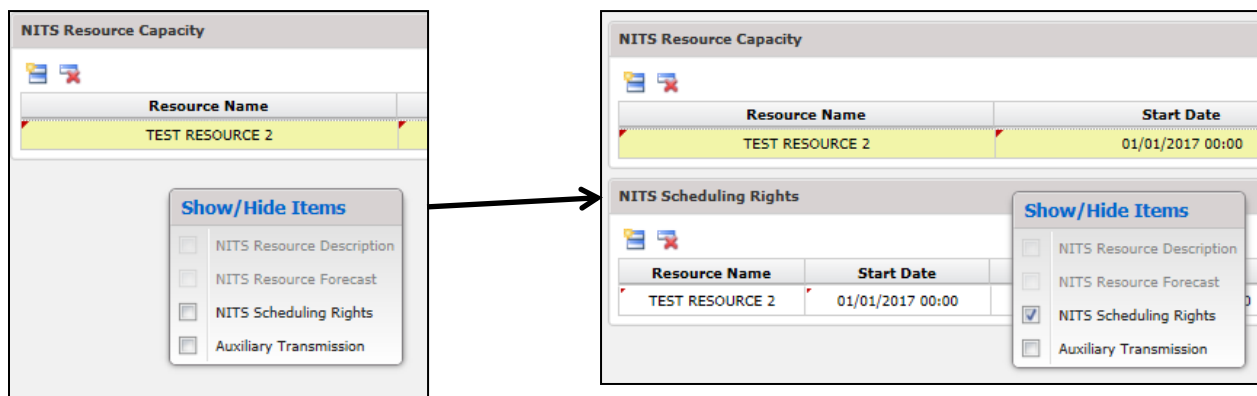 NITS Resource Capacity
Resource Name
TEST RESOURCE 2
Show/Hide Items
NITS Resource Description
NITS Resource Forecast
NITS Scheduling Rights
Auxiliary Transmission
NITS Resource Capacity
Resource Name Start Date
TEST RESOURCE 2 01/01/2017 00:00
NITS Scheduling Rights
Resource Name Start Date
TEST RESOURCE 2 01/01/2017 00:00
Show/Hide Items
NITS Resource Description
NITS Resource Forecast
NITS Scheduling Rights
Auxiliary Transmission